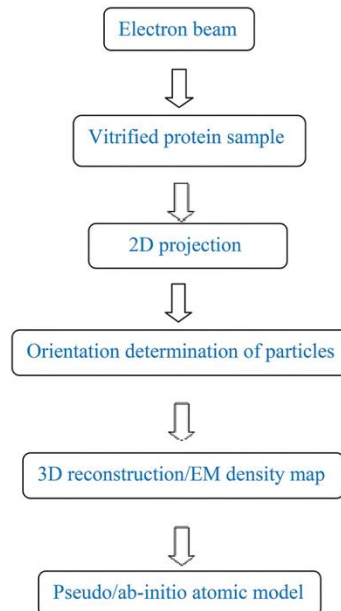 Electron beam
Vitrified protein sample
2D projection
Orientation determination of particles
3D reconstruction/EM density map
Pseudo/ab-initio atomic model